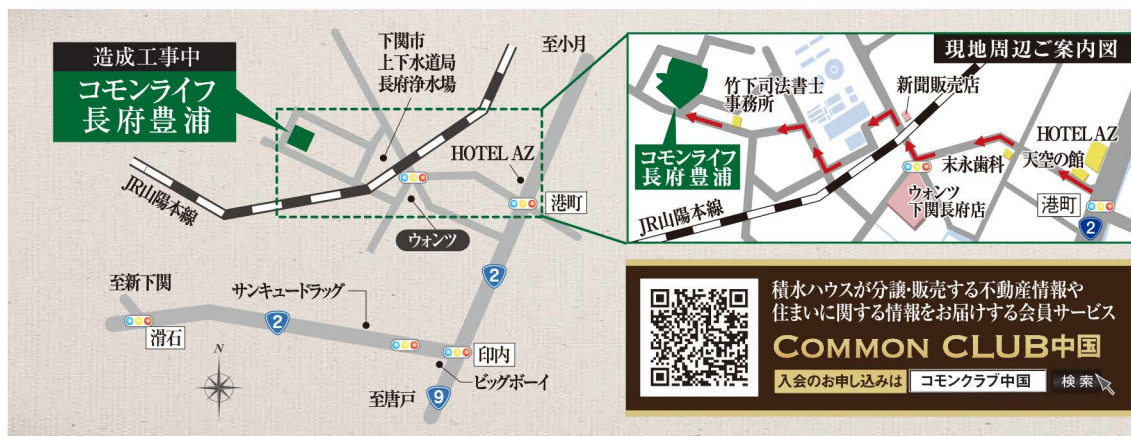 造成工事中
コモンライフ
長府豊浦
下関市
上下水道局
長府浄水場
至小月
HOTEL AZ
港町
JR山陽本線
ウォンツ
2
至新下関
サンキュードラッグ
2
滑石
印内
ビッグボーイ
至唐戸
9
N
現地周辺ご案内図
竹下司法書士
事務所
新聞販売店
コモンライフ
長府豊浦
HOTEL AZ
末永歯科
天空の館
ウォンツ
下関長府店
港町
2
JR山陽本線
積水ハウスが分譲・販売する不動産情報や
住まいに関する情報をお届けする会員サービス
COMMON CLUB中国
入会のお申し込みは コモンクラブ中国 検索